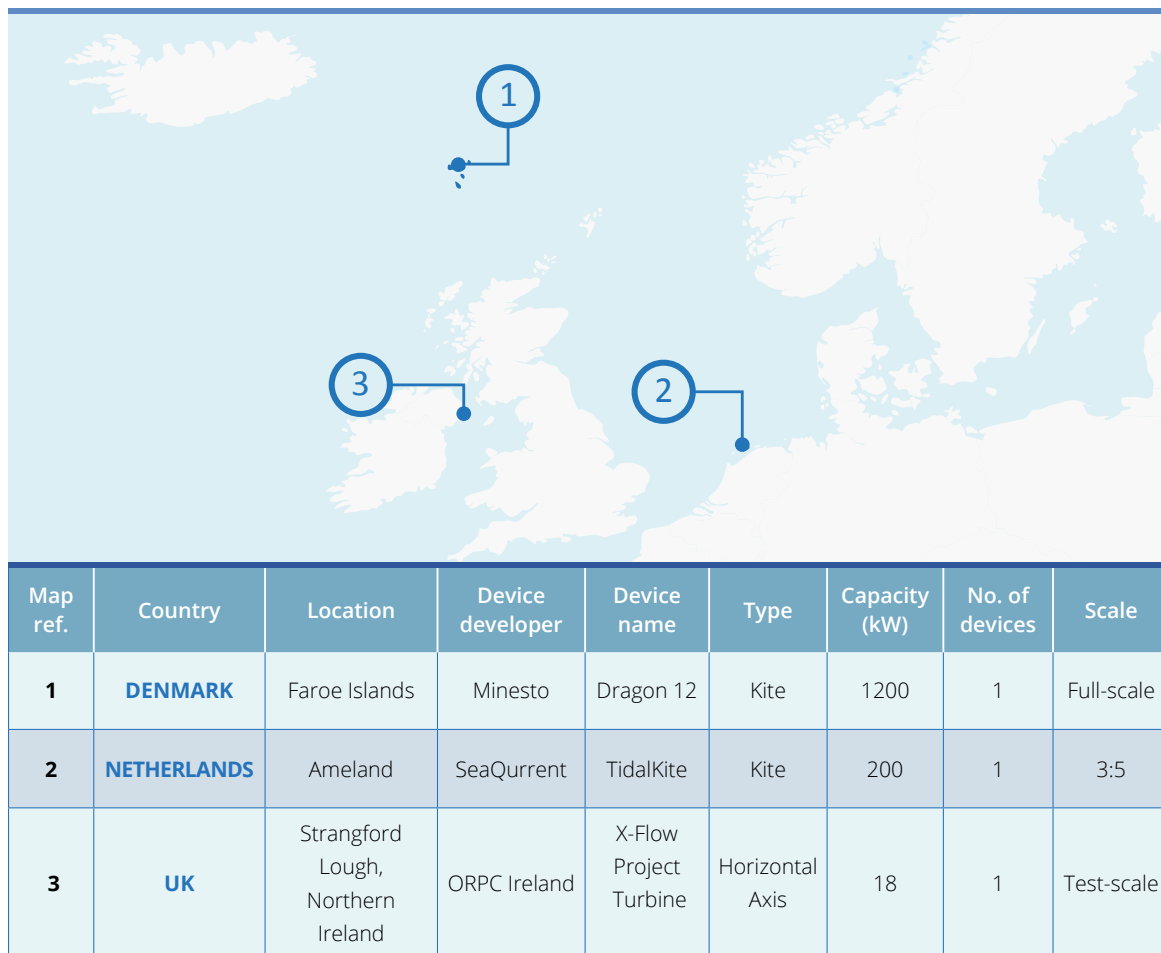 1
3
2
Map ref. Country Location Device developer Device name Type Capacity (kW) No. of devices Scale
1 DENMARK Faroe Islands Minesto Dragon 12 Kite 1200 1 Full-scale
2 NETHERLANDS Ameland SeaQurrent TidalKite Kite 200 1 3:5
3 UK Strangford Lough, Northern Ireland ORPC Ireland X-Flow Project Turbine Horizontal Axis 18 1 Test-scale